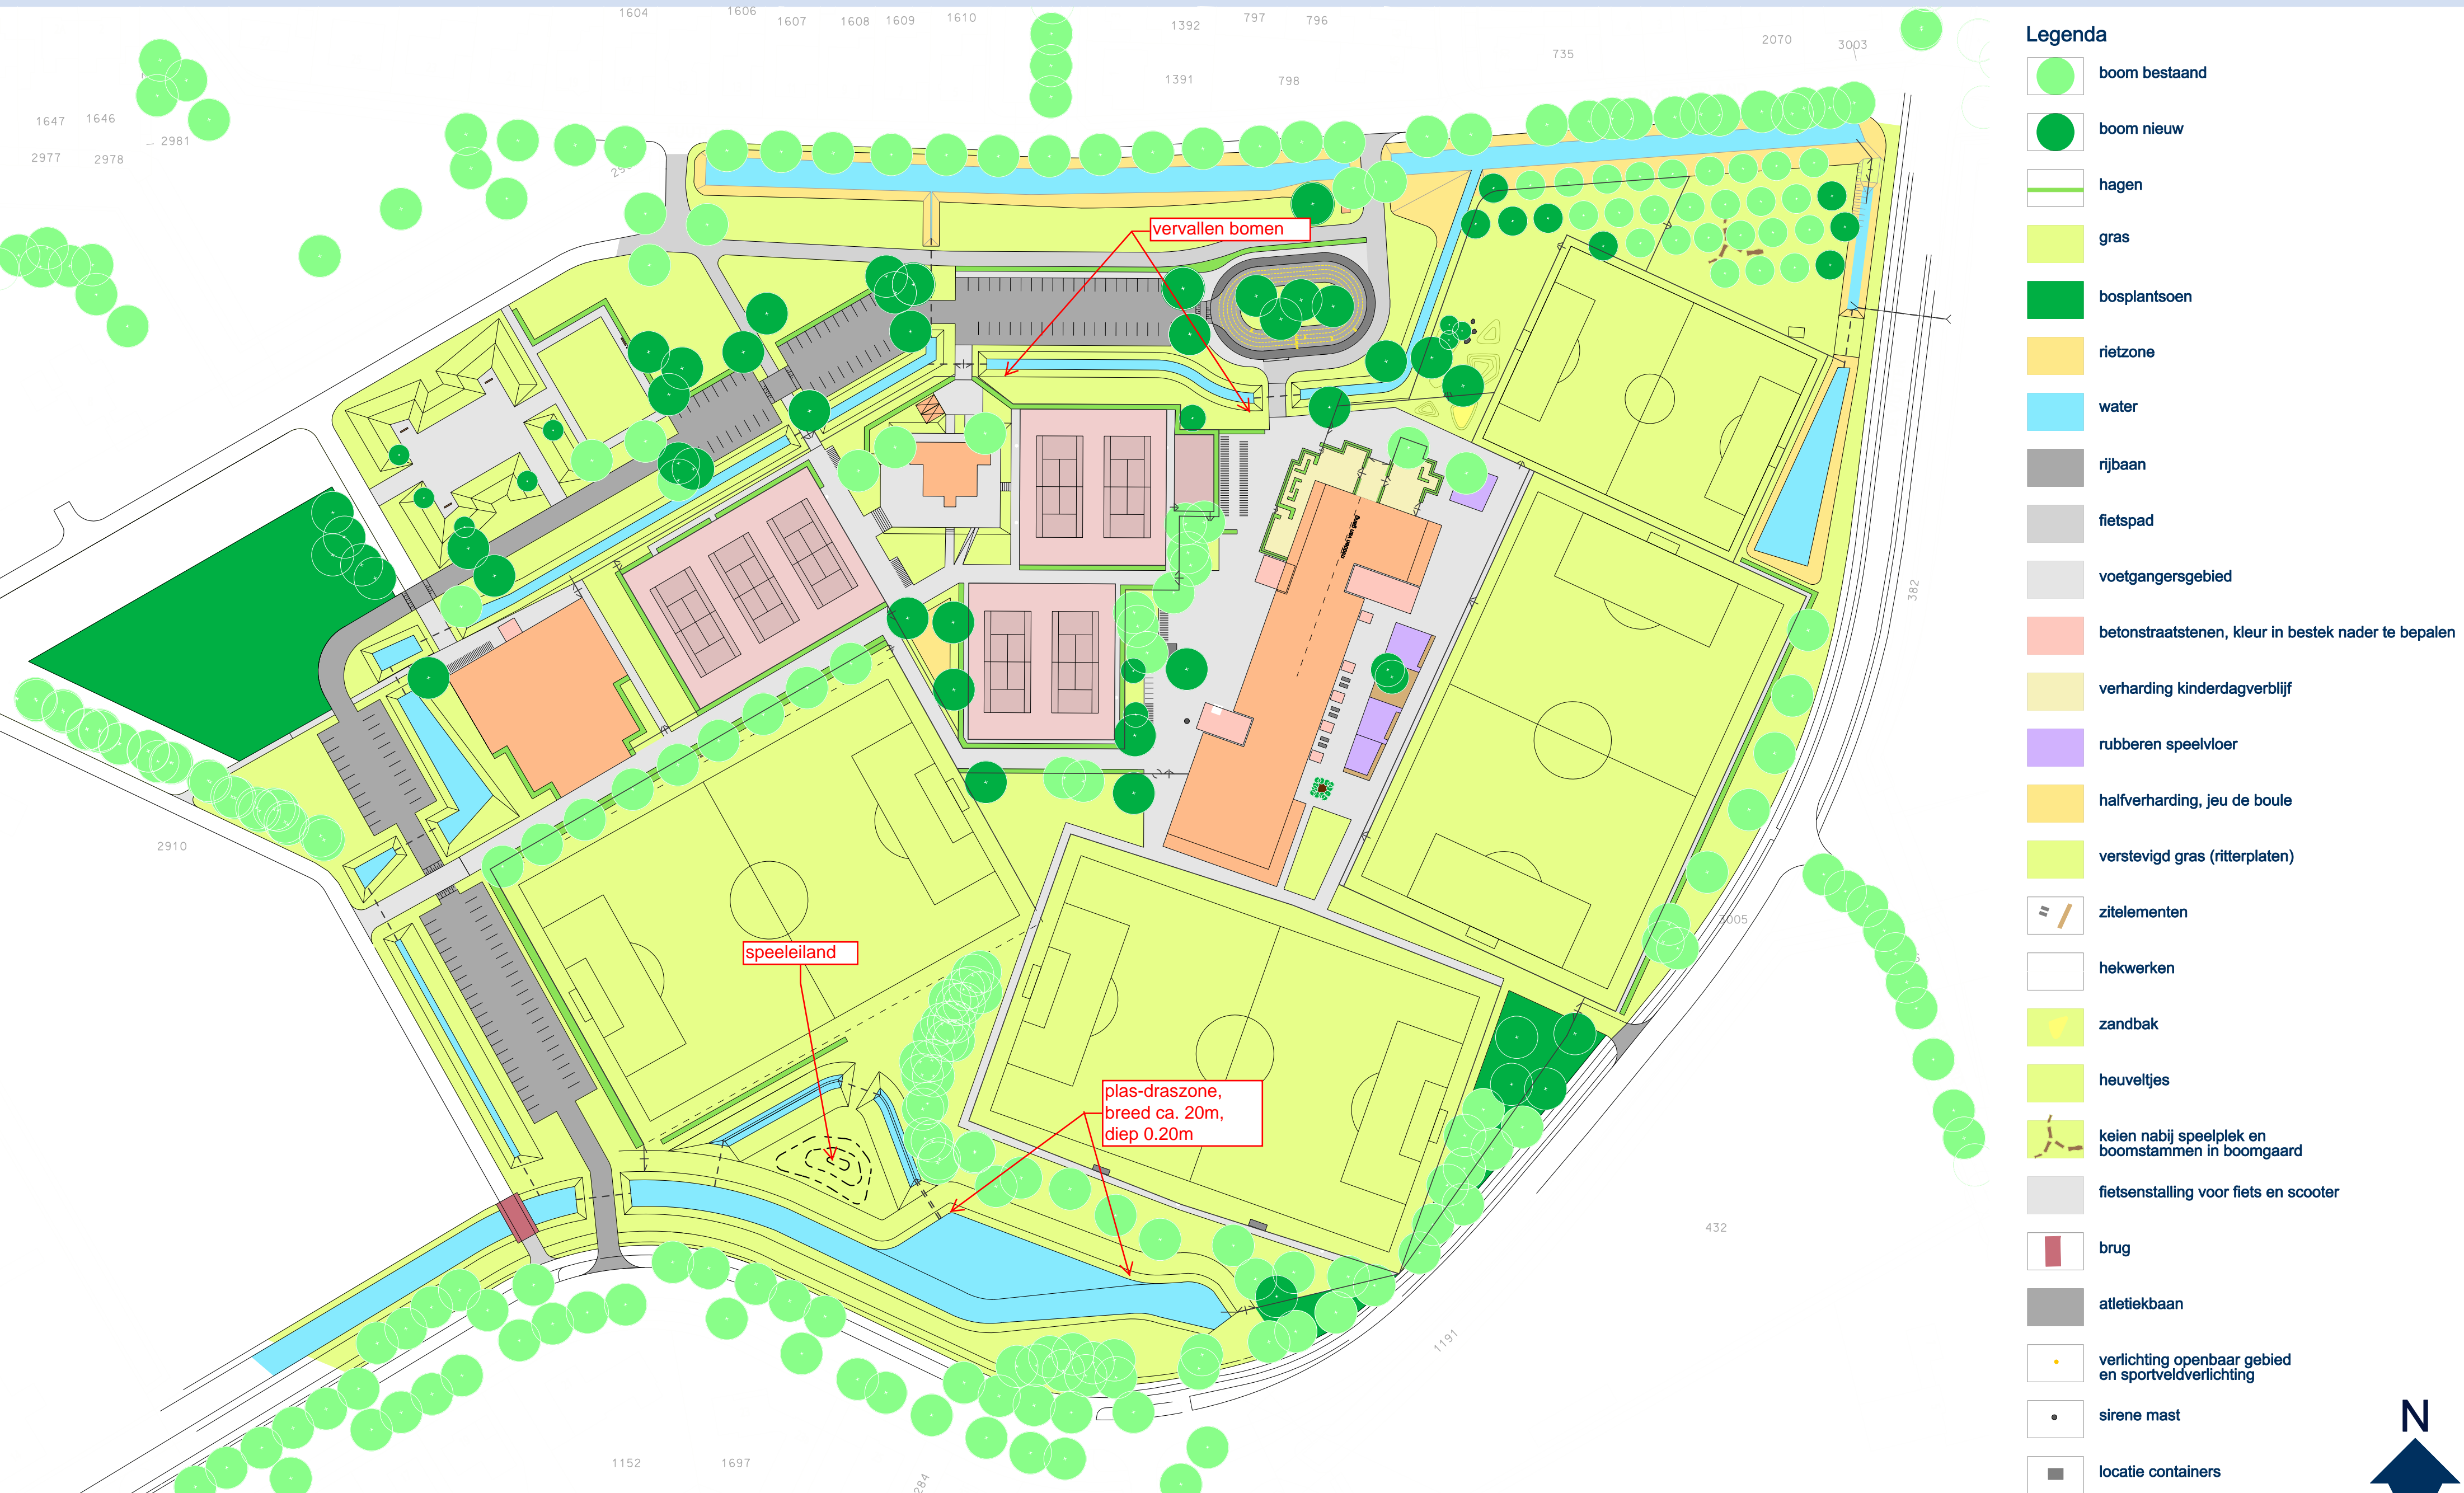 1604
1606
1607
1608
1609
1610
1392
797
796
735
2070
3003
1391
798
1647
1646
2981
2977
2978
vervallen bomen
midden van gang
382
2910
speeleiland
3005
plas-draszone,
breed ca. 20m,
diep 0.20m
432
1191
1152
1697
284
Legenda
boom bestaand
boom nieuw
hagen
gras
bosplantsoen
rietzone
water
rijbaan
fietspad
voetgangersgebied
betonstraatstenen, kleur in bestek nader te bepalen
verharding kinderdagverblijf
rubberen speelvloer
halfverharding, jeu de boule
verstevigd gras (ritterplaten)
zitelementen
hekwerken
zandbak
heuveltjes
keien nabij speelplek en
boomstammen in boomgaard
fietsenstalling voor fiets en scooter
brug
atletiekbaan
verlichting openbaar gebied
en sportveldverlichting
sirene mast
locatie containers
N